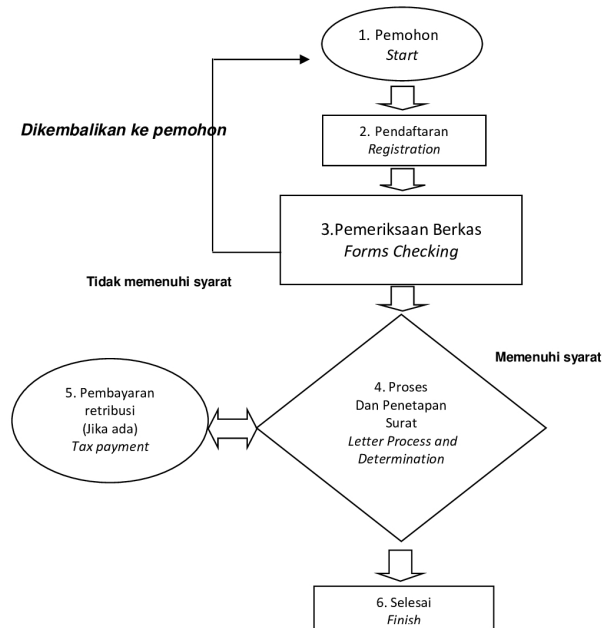 1. Pemohon
Start
Dikembalikan ke pemohon
2. Pendaftaran
Registration
3.Pemeriksaan Berkas
Forms Checking
Tidak memenuhi syarat
Memenuhi syarat
4. Proses
Dan Penetapan
Surat
Letter Process and
Determination
5. Pembayaran
retribusi
(Jika ada)
Tax payment
6. Selesai
Finish